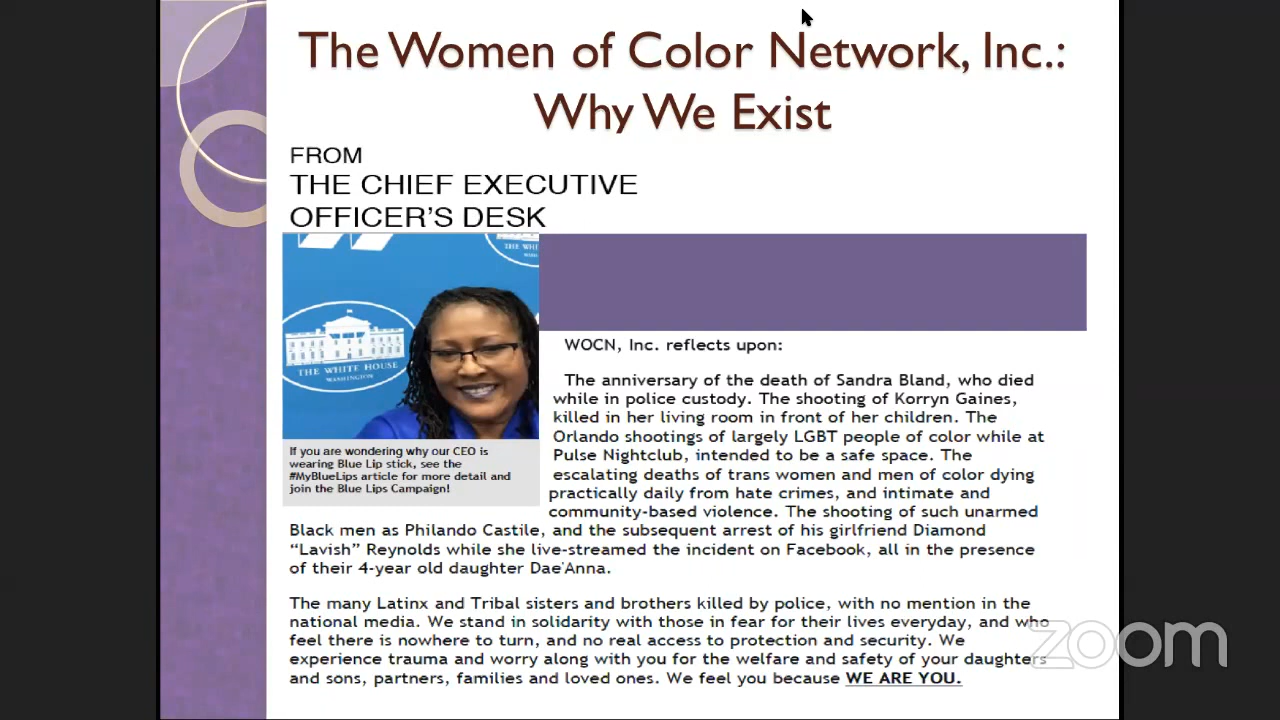 The Women of Color Network, Inc.:
Why We Exist
FROM
THE CHIEF EXECUTIVE
OFFICER'S DESK
THE WHITE HOUSE
WASHINGTON
THE WHITE
WOCN, Inc. reflects upon:
The anniversary of the death of Sandra Bland, who died
while in police custody. The shooting of Korryn Gaines,
killed in her living room in front of her children. The
Orlando shootings of largely LGBT people of color while at
Pulse Nightclub, intended to be a safe space. The
escalating deaths of trans women and men of color dying
practically daily from hate crimes, and intimate and
community-based violence. The shooting of such unarmed
Black men as Philando Castile, and the subsequent arrest of his girlfriend Diamond
“Lavish” Reynolds while she live-streamed the incident on Facebook, all in the presence
of their 4-year old daughter Dae'Anna.
If you are wondering why our CEO is
wearing Blue Lip stick, see the
#MyBlueLips article for more detail and
join the Blue Lips Campaign!
The many Latinx and Tribal sisters and brothers killed by police, with no mention in the
national media. We stand in solidarity with those in fear for their lives everyday, and who
feel there is nowhere to turn, and no real access to protection and security. We
experience trauma and worry along with you for the welfare and safety of your daughters
and sons, partners, families and loved ones. We feel you because WE ARE YOU.
zoom